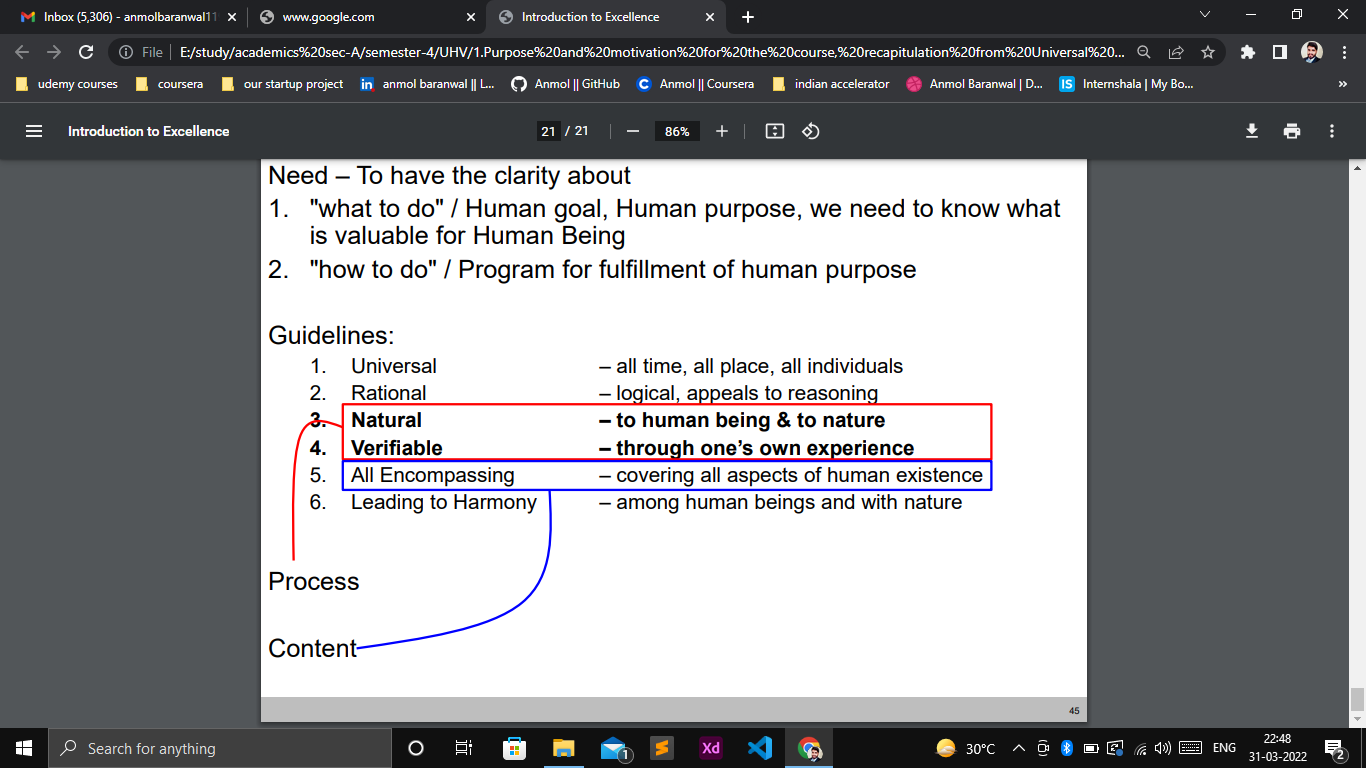 Inbox (5,306) - anmolbaranwal11
www.google.com
Introduction to Excellence
File
E:/study/academics%20sec-A/semester-4/UHV/1.Purpose%20and%20motivation%20for%20the%20course,%20recapitulation%20from%20Universal%20...
udemy courses
coursera
our startup project
in
anmol baranwal || L...
Anmol || GitHub
C
Anmol || Coursera
indian accelerator
Anmol Baranwal | D...
IS
Internshala | My Bo...
»
Introduction to Excellence
21 / 21
86%
Need – To have the clarity about
1. "what to do" / Human goal, Human purpose, we need to know what
is valuable for Human Being
2. "how to do" / Program for fulfillment of human purpose
Guidelines:
1. Universal – all time, all place, all individuals
2. Rational – logical, appeals to reasoning
3. Natural – to human being & to nature
4. Verifiable – through one’s own experience
5. All Encompassing – covering all aspects of human existence
6. Leading to Harmony – among human beings and with nature
Process
Content
45
Search for anything
1
Xd
30°C
ENG
22:48
31-03-2022
2